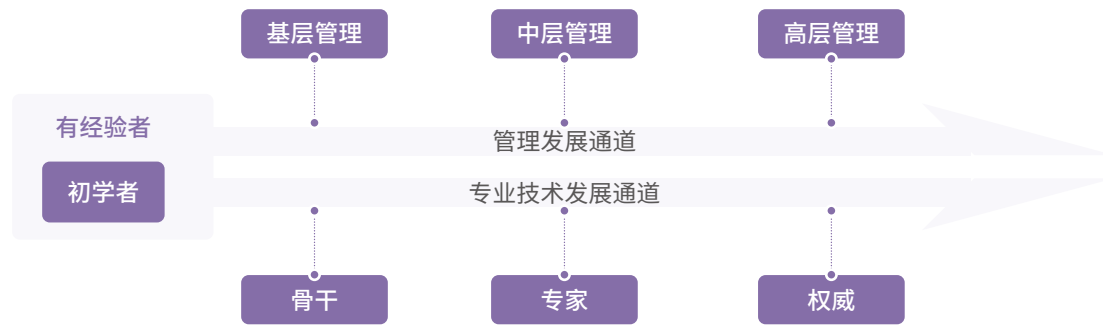 基层管理
中层管理
高层管理
有经验者
管理发展通道
初学者
专业技术发展通道
骨干
专家
权威